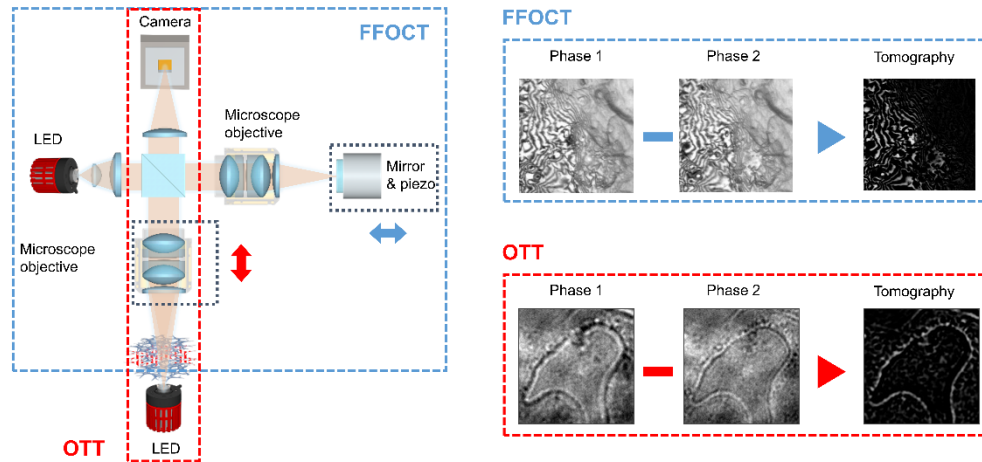 Camera
FFOCT
LED
Microscope
objective
Mirror
& piezo
Microscope
objective
OTT
LED
FFOCT
Phase 1
Phase 2
Tomography
OTT
Phase 1
Phase 2
Tomography